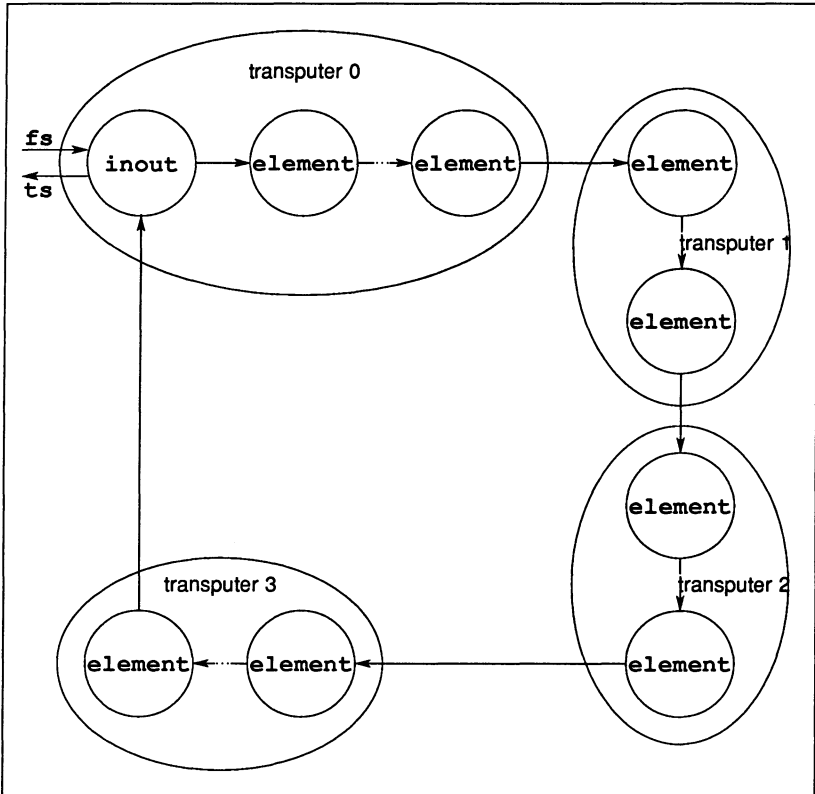 transputer 0
fs
ts
inout
element
element
element
transputer 1
element
element
transputer 2
element
transputer 3
element
element